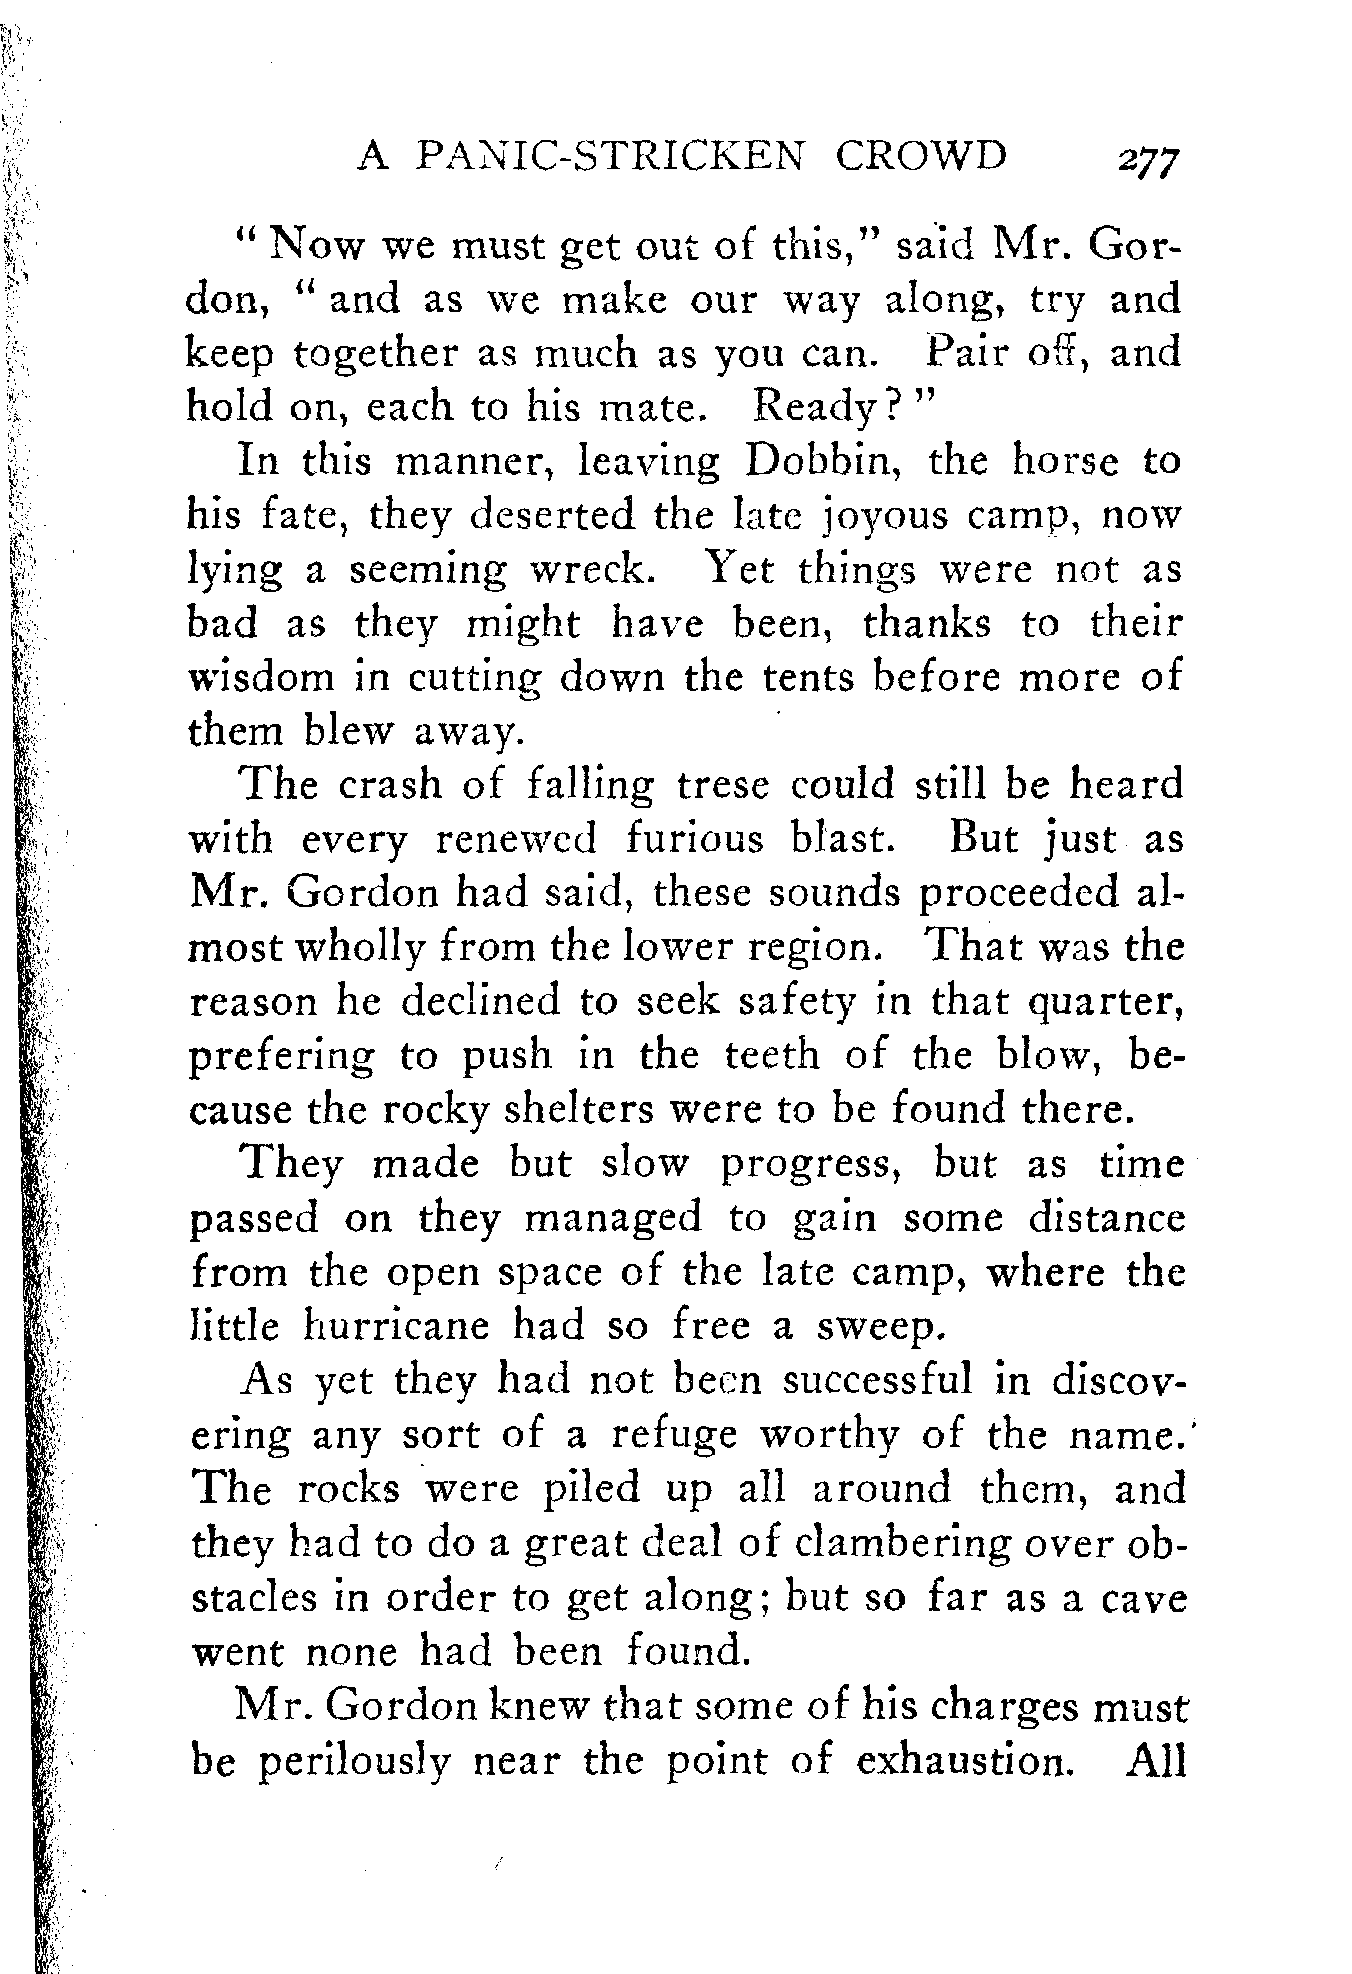 A PANIC-STRICKEN CROWD 277
“ Now we must get out of this,” said Mr. Gor-
don, “ and as we make our way along, try and
keep together as much as you can. Pair off, and
hold on, each to his mate. Ready? ”
In this manner, leaving Dobbin, the horse to
his fate, they deserted the late joyous camp, now
lying a seeming wreck. Yet things were not as
bad as they might have been, thanks to their
wisdom in cutting down the tents before more of
them blew away.
The crash of falling trese could still be heard
with every renewed furious blast. But just as
Mr. Gordon had said, these sounds proceeded al-
most wholly from the lower region. That was the
reason he declined to seek safety in that quarter,
prefering to push in the teeth of the blow, be-
cause the rocky shelters were to be found there.
They made but slow progress, but as time
passed on they managed to gain some distance
from the open space of the late camp, where the
little hurricane had so free a sweep.
As yet they had not been successful in discov-
ering any sort of a refuge worthy of the name.
The rocks were piled up all around them, and
they had to do a great deal of clambering over ob-
stacles in order to get along; but so far as a cave
went none had been found.
Mr. Gordon knew that some of his charges must
be perilously near the point of exhaustion. All